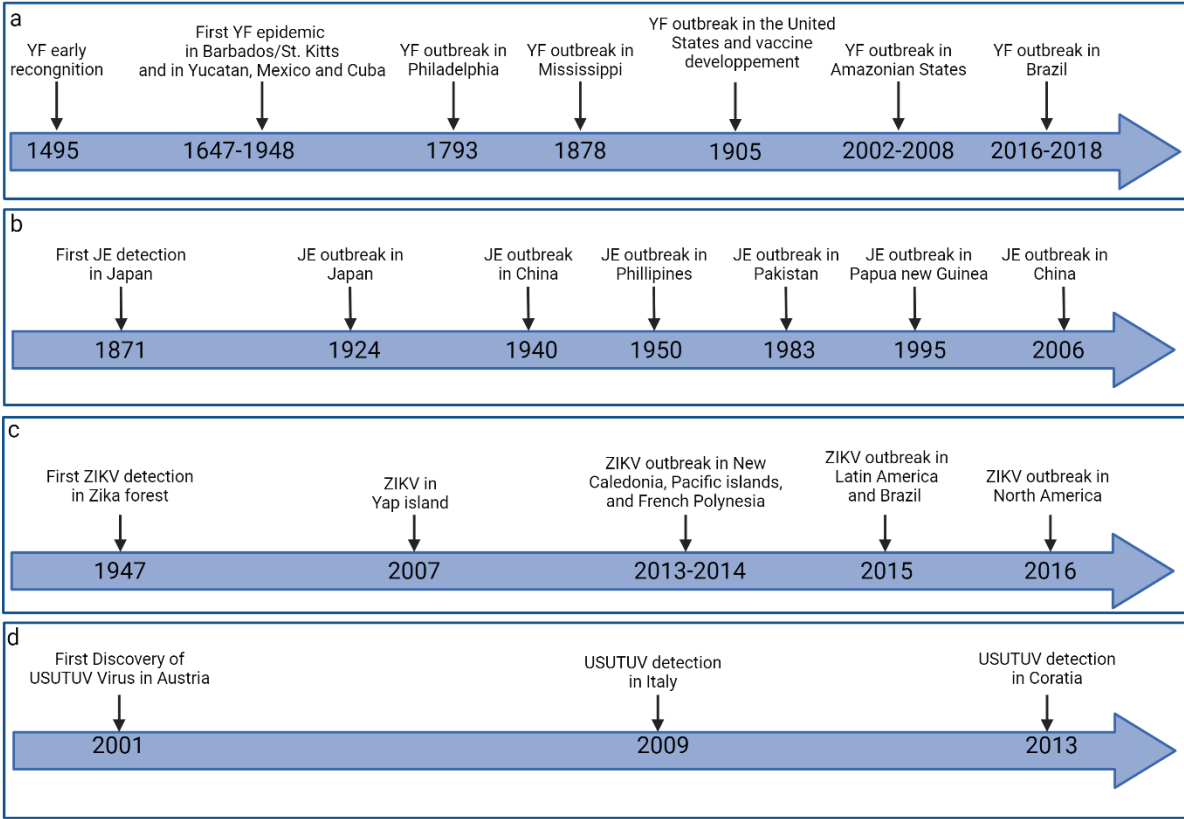 a
YF early
recongnition
First YF epidemic
in Barbados/St. Kitts
and in Yucatan, Mexico and Cuba
YF outbreak in
Philadelphia
YF outbreak in
Mississippi
YF outbreak in the United
States and vaccine
developpement
YF outbreak in
Amazonian States
YF outbreak in
Brazil
1495
1647-1948
1793
1878
1905
2002-2008
2016-2018
b
First JE detection
in Japan
JE outbreak in
Japan
JE outbreak
in China
JE outbreak in
Phillipines
JE outbreak in
Pakistan
JE outbreak in
Papua new Guinea
JE outbreak in
China
1871
1924
1940
1950
1983
1995
2006
c
First ZIKV detection
in Zika forest
ZIKV in
Yap island
ZIKV outbreak in New
Caledonia, Pacific islands,
and French Polynesia
ZIKV outbreak in
Latin America
and Brazil
ZIKV outbreak in
North America
1947
2007
2013-2014
2015
2016
d
First Discovery of
USUTUV Virus in Austria
USUTUV detection
in Italy
USUTUV detection
in Coratia
2001
2009
2013